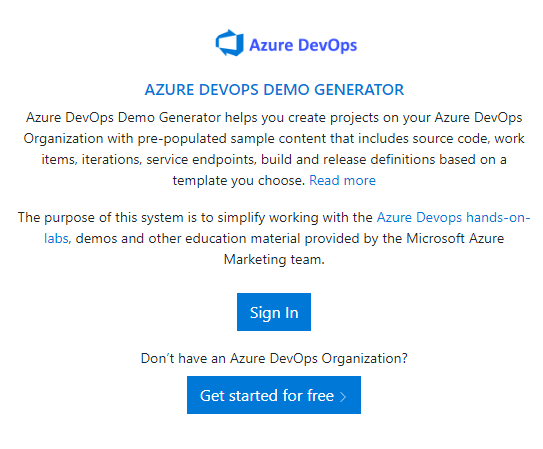 Azure DevOps
AZURE DEVOPS DEMO GENERATOR
Azure DevOps Demo Generator helps you create projects on your Azure DevOps
Organization with pre-populated sample content that includes source code, work
items, iterations, service endpoints, build and release definitions based on a
template you choose. Read more
The purpose of this system is to simplify working with the Azure Devops hands-on-
labs, demos and other education material provided by the Microsoft Azure
Marketing team.
Sign In
Don't have an Azure DevOps Organization?
Get started for free >